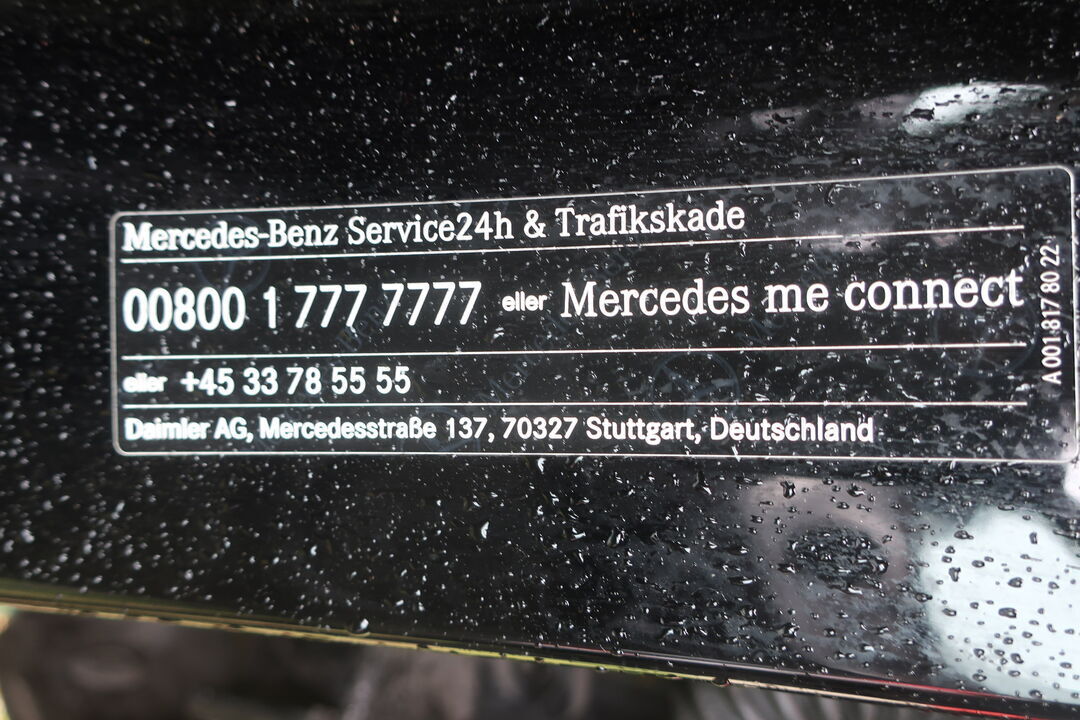 Mercedes-Benz Service24h & Trafikskade
00800 1 777 7777 eller Mercedes me connect
eller +45 33 78 55 55
Daimler AG, Mercedesstraße 137, 70327 Stuttgart, Deutschland
A 001 817 80 22